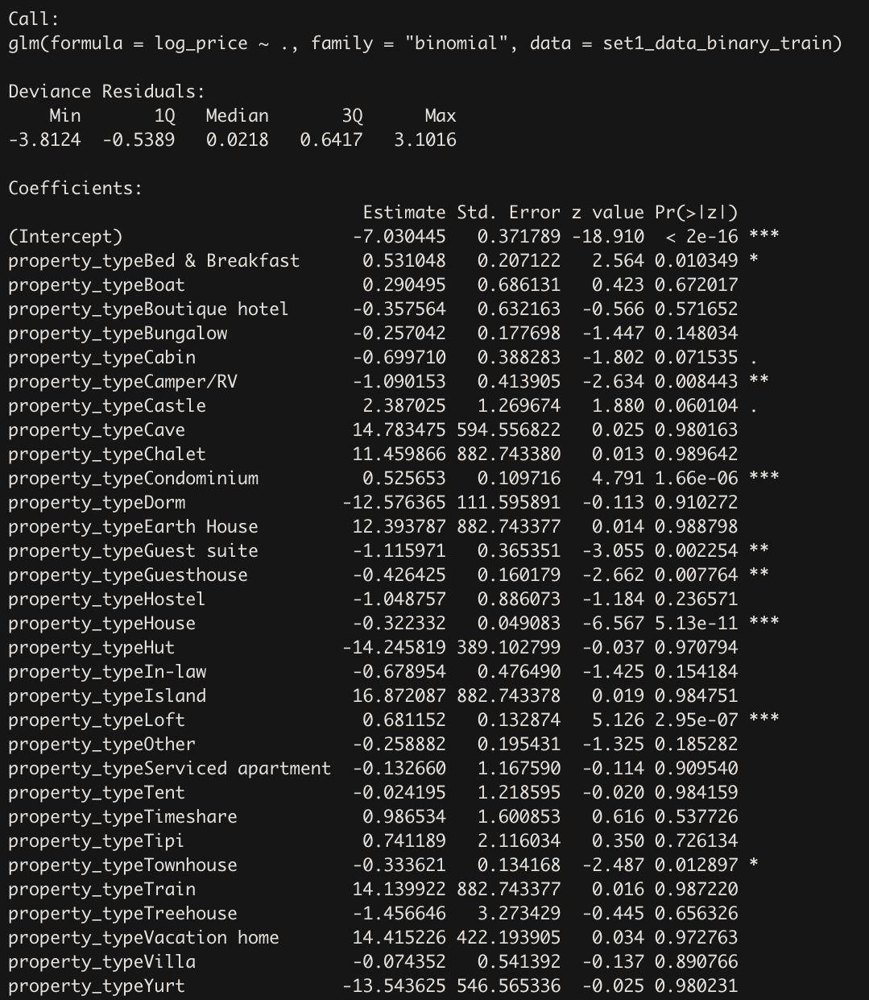 Call:
glm(formula = log_price ~ ., family = "binomial", data = set1_data_binary_train)
Deviance Residuals:
Min 1Q Median 3Q Max
-3.8124 -0.5389 0.0218 0.6417 3.1016
Coefficients:
Estimate Std. Error z value Pr(>|z|)
(Intercept) -7.030445 0.371789 -18.910 < 2e-16 ***
property_typeBed & Breakfast 0.531048 0.207122 2.564 0.010349 *
property_typeBoat 0.290495 0.686131 0.423 0.672017
property_typeBoutique hotel -0.357564 0.632163 -0.566 0.571652
property_typeBungalow -0.257042 0.177698 -1.447 0.148034
property_typeCabin -0.699710 0.388283 -1.802 0.071535 .
property_typeCamper/RV -1.090153 0.413905 -2.634 0.008443 **
property_typeCastle 2.387025 1.269674 1.880 0.060104 .
property_typeCave 14.783475 594.556822 0.025 0.980163
property_typeChalet 11.459866 882.743380 0.013 0.989642
property_typeCondominium 0.525653 0.109716 4.791 1.66e-06 ***
property_typeDorm -12.576365 111.595891 -0.113 0.910272
property_typeEarth House 12.393787 882.743377 0.014 0.988798
property_typeGuest suite -1.115971 0.365351 -3.055 0.002254 **
property_typeGuesthouse -0.426425 0.160179 -2.662 0.007764 **
property_typeHostel -1.048757 0.886073 -1.184 0.236571
property_typeHouse -0.322332 0.049083 -6.567 5.13e-11 ***
property_typeHut -14.245819 389.102799 -0.037 0.970794
property_typeIn-law -0.678954 0.476490 -1.425 0.154184
property_typeIsland 16.872087 882.743378 0.019 0.984751
property_typeLoft 0.681152 0.132874 5.126 2.95e-07 ***
property_typeOther -0.258882 0.195431 -1.325 0.185282
property_typeServiced apartment -0.132660 1.167590 -0.114 0.909540
property_typeTent -0.024195 1.218595 -0.020 0.984159
property_typeTimeshare 0.986534 1.600853 0.616 0.537726
property_typeTipi 0.741189 2.116034 0.350 0.726134
property_typeTownhouse -0.333621 0.134168 -2.487 0.012897 *
property_typeTrain 14.139922 882.743377 0.016 0.987220
property_typeTreehouse -1.456646 3.273429 -0.445 0.656326
property_typeVacation home 14.415226 422.193905 0.034 0.972763
property_typeVilla -0.074352 0.541392 -0.137 0.890766
property_typeYurt -13.543625 546.565336 -0.025 0.980231